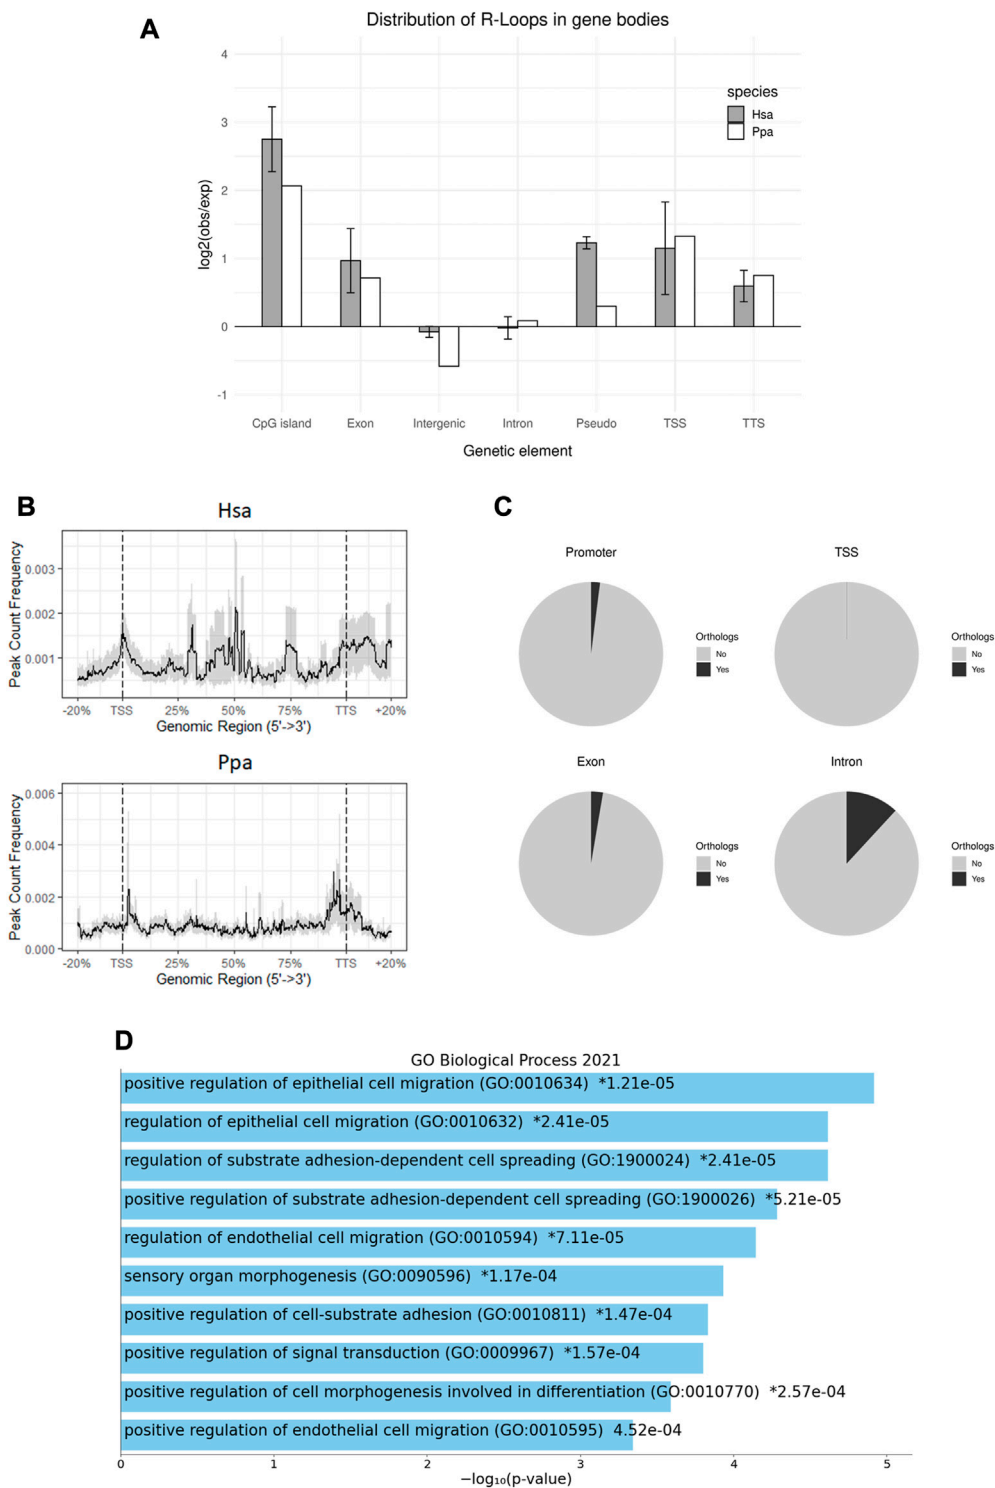 A
Distribution of R-Loops in gene bodies
4
3
2
1
0
-1
log2(obs/exp)
species
Hsa
Ppa
CpG island Exon Intergenic Intron Pseudo TSS TTS
Genetic element
B
Hsa
Peak Count Frequency
0.003
0.002
0.001
-20% TSS 25% 50% 75% TTS +20%
Genomic Region (5'->3')
Ppa
Peak Count Frequency
0.006
0.004
0.002
0.000
-20% TSS 25% 50% 75% TTS +20%
Genomic Region (5'->3')
C
Promoter
Orthologs
No
Yes
TSS
Orthologs
No
Yes
Exon
Orthologs
No
Yes
Intron
Orthologs
No
Yes
D
GO Biological Process 2021
positive regulation of epithelial cell migration (GO:0010634) *1.21e-05
regulation of epithelial cell migration (GO:0010632) *2.41e-05
regulation of substrate adhesion-dependent cell spreading (GO:1900024) *2.41e-05
positive regulation of substrate adhesion-dependent cell spreading (GO:1900026) *5.21e-05
regulation of endothelial cell migration (GO:0010594) *7.11e-05
sensory organ morphogenesis (GO:0090596) *1.17e-04
positive regulation of cell-substrate adhesion (GO:0010811) *1.47e-04
positive regulation of signal transduction (GO:0009967) *1.57e-04
positive regulation of cell morphogenesis involved in differentiation (GO:0010770) *2.57e-04
positive regulation of endothelial cell migration (GO:0010595) 4.52e-04
0 1 2 3 4 5
−log₁₀(p-value)